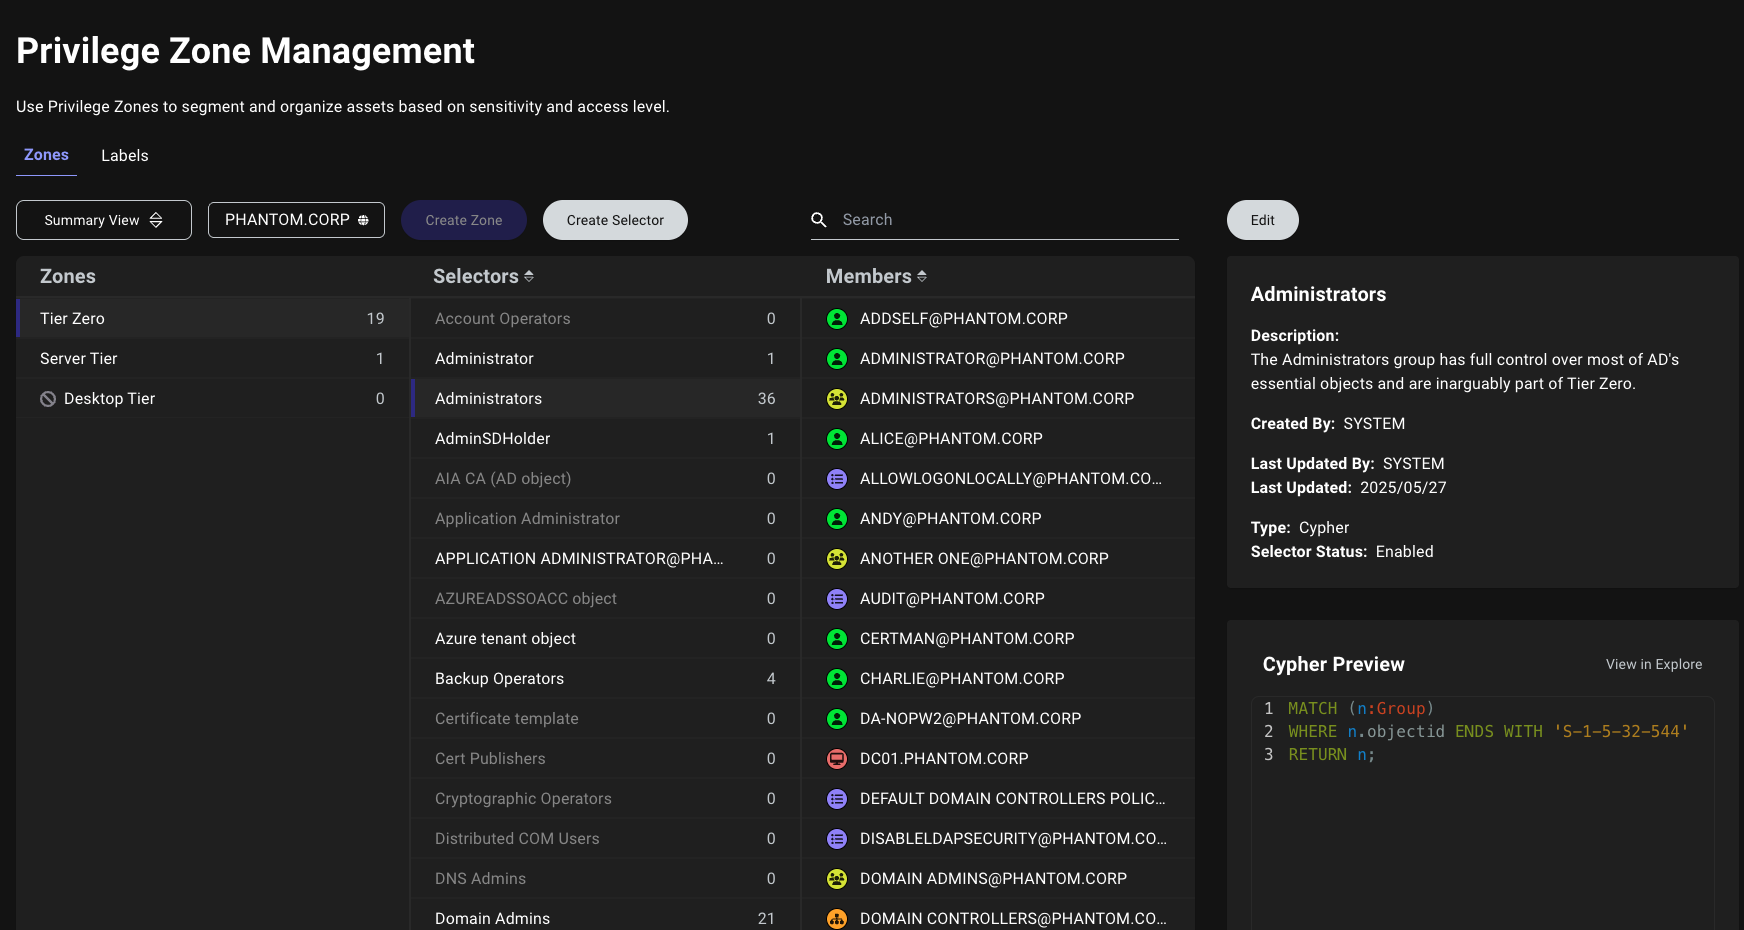 Privilege Zone Management
Use Privilege Zones to segment and organize assets based on sensitivity and access level.
Zones
Labels
Summary View
PHANTOM.CORP
Create Zone
Create Selector
Search
Edit
Zones
Tier Zero 19
Server Tier 1
Desktop Tier 0
Selectors
Account Operators 0
Administrator 1
Administrators 36
AdminSDHolder 1
AIA CA (AD object) 0
Application Administrator 0
APPLICATION ADMINISTRATOR@PHA... 0
AZUREADSSOACC object 0
Azure tenant object 0
Backup Operators 4
Certificate template 0
Cert Publishers 0
Cryptographic Operators 0
Distributed COM Users 0
DNS Admins 0
Domain Admins 21
Members
ADDSELF@PHANTOM.CORP
ADMINISTRATOR@PHANTOM.CORP
ADMINISTRATORS@PHANTOM.CORP
ALICE@PHANTOM.CORP
ALLOWLOGONLOCALLY@PHANTOM.CO...
ANDY@PHANTOM.CORP
ANOTHER ONE@PHANTOM.CORP
AUDIT@PHANTOM.CORP
CERTMAN@PHANTOM.CORP
CHARLIE@PHANTOM.CORP
DA-NOPW2@PHANTOM.CORP
DC01.PHANTOM.CORP
DEFAULT DOMAIN CONTROLLERS POLIC...
DISABLELDAPSECURITY@PHANTOM.CO...
DOMAIN ADMINS@PHANTOM.CORP
DOMAIN CONTROLLERS@PHANTOM.CO...
Administrators
Description:
The Administrators group has full control over most of AD's
essential objects and are inarguably part of Tier Zero.
Created By: SYSTEM
Last Updated By: SYSTEM
Last Updated: 2025/05/27
Type: Cypher
Selector Status: Enabled
Cypher Preview
View in Explore
1 MATCH (n:Group)
2 WHERE n.objectid ENDS WITH 'S-1-5-32-544'
3 RETURN n;